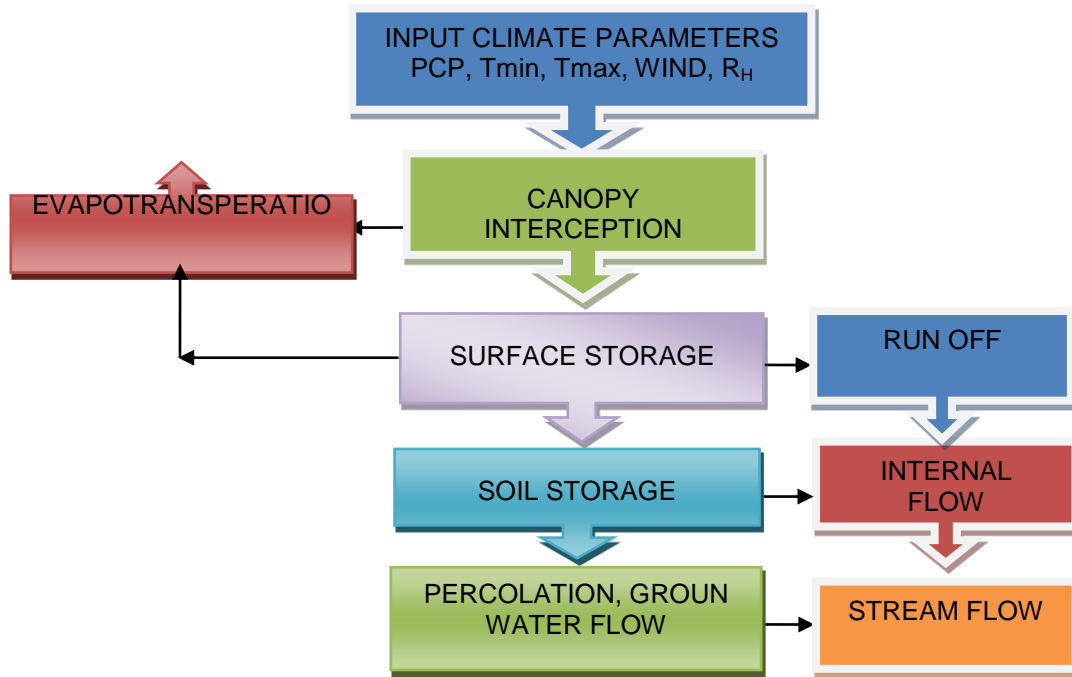 INPUT CLIMATE PARAMETERS
PCP, Tmin, Tmax, WIND, R_H
EVAPOTRANSPERATIO
CANOPY
INTERCEPTION
SURFACE STORAGE
RUN OFF
SOIL STORAGE
INTERNAL
FLOW
PERCOLATION, GROUN
WATER FLOW
STREAM FLOW